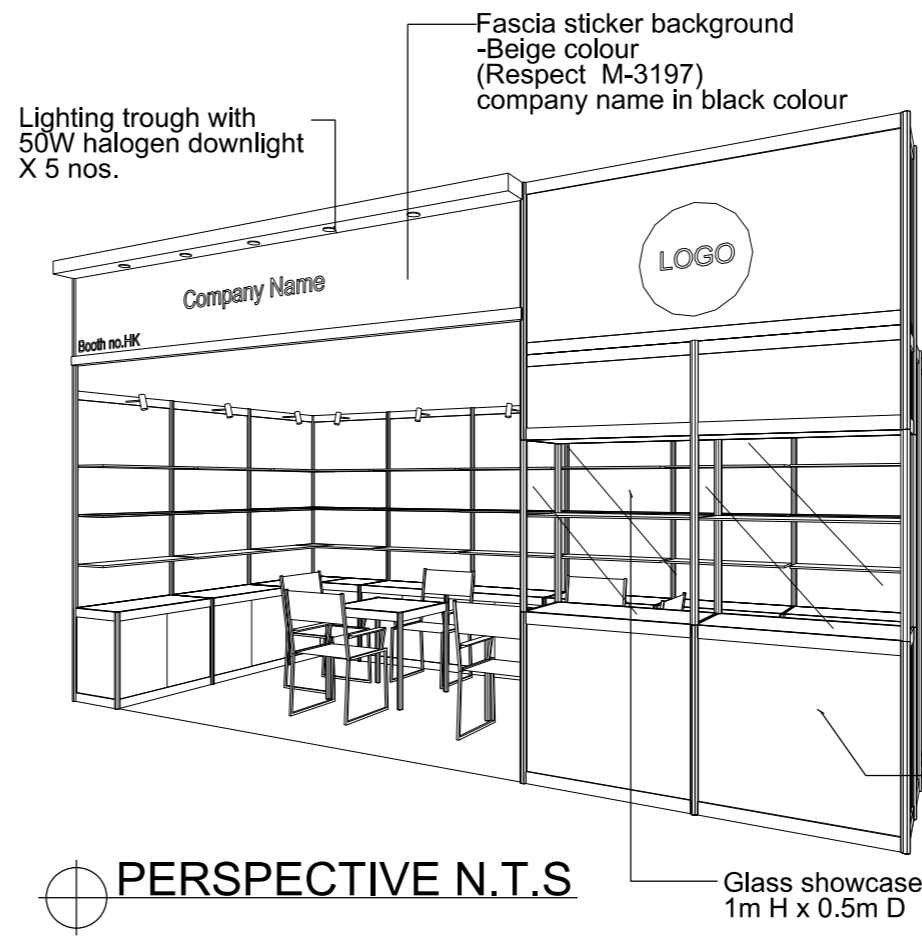 Fascia sticker background
-Beige colour
(Respect M-3197)
company name in black colour
Lighting trough with
50W halogen downlight
X 5 nos.
LOGO
Company Name
Booth no.HK
PERSPECTIVE N.T.S
Glass showcase
1m H x 0.5m D